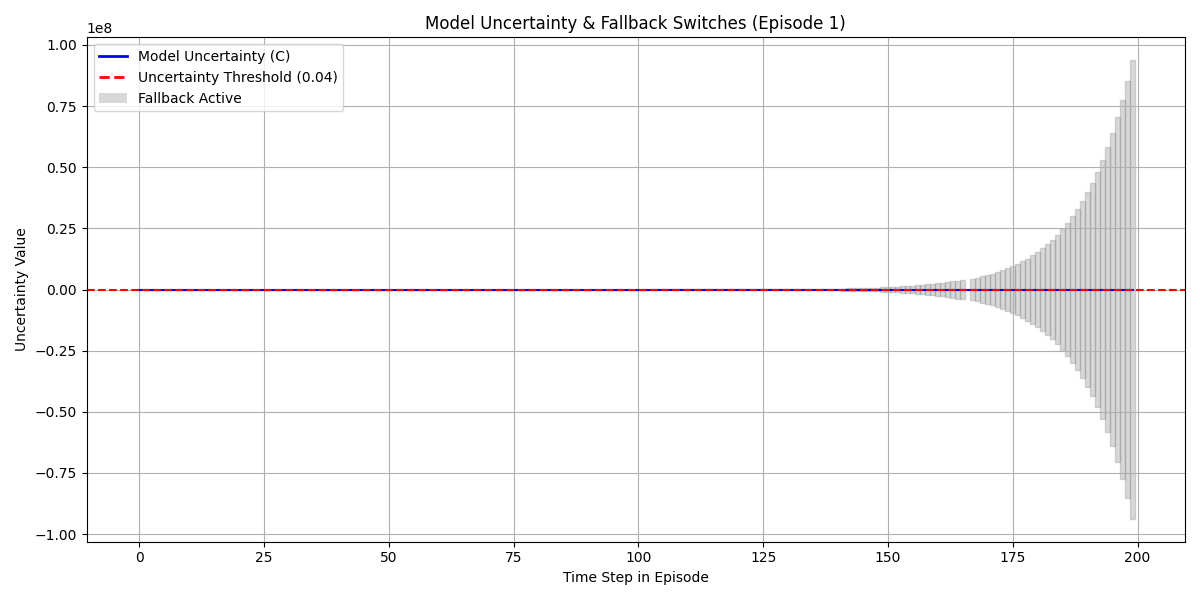 Model Uncertainty & Fallback Switches (Episode 1)
1e8
Model Uncertainty (C)
Uncertainty Threshold (0.04)
Fallback Active
1.00
0.75
0.50
0.25
0.00
−0.25
−0.50
−0.75
−1.00
Uncertainty Value
0 25 50 75 100 125 150 175 200
Time Step in Episode